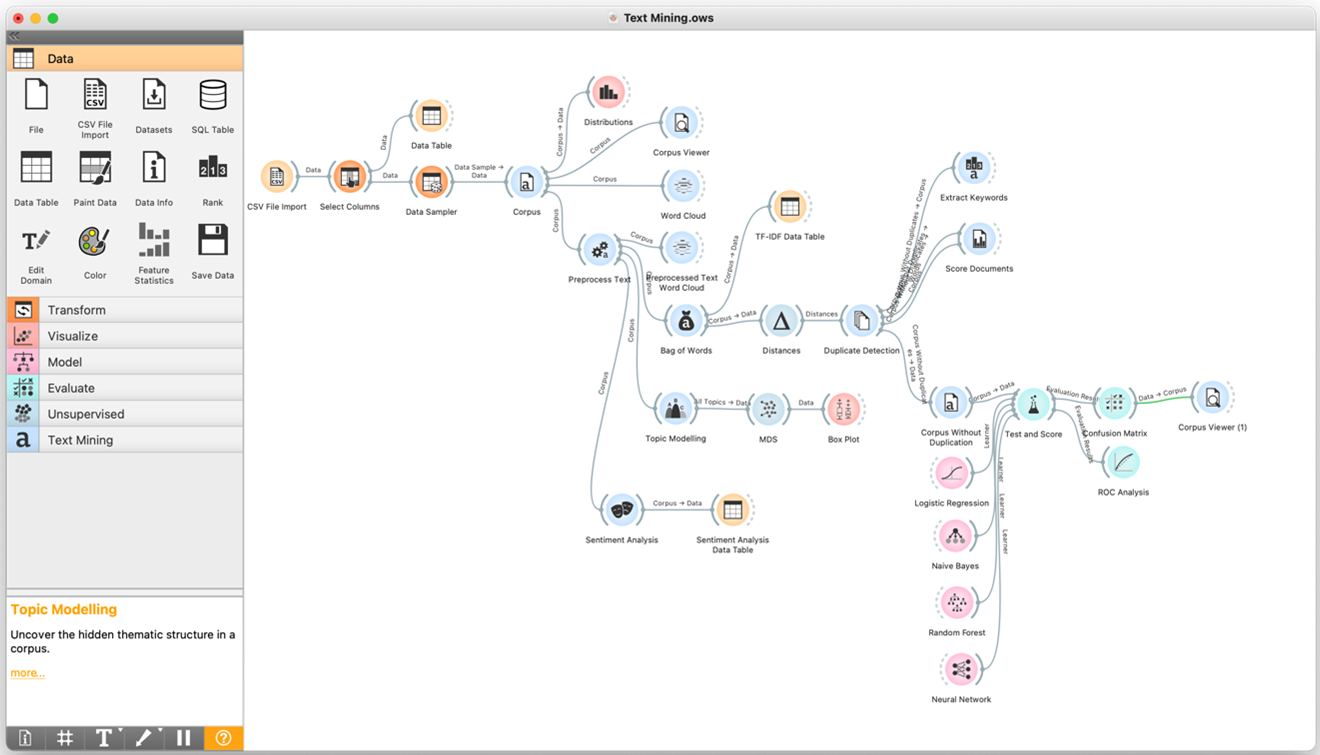 Text Mining.ows
Data
File
CSV File
Import
Datasets
SQL Table
Data Table
Paint Data
Data Info
Rank
Edit
Domain
Color
Feature
Statistics
Save Data
Transform
Visualize
Model
Evaluate
Unsupervised
Text Mining
Topic Modelling
Uncover the hidden thematic structure in a
corpus.
more...
CSV File Import
Data
Select Columns
Data
Data Table
Data
Data Sampler
Data Sample →
Data
Corpus
Corpus → Data
Distributions
Corpus
Corpus Viewer
Corpus
Word Cloud
Corpus
Preprocess Text
Corpus
Preprocessed Text
Word Cloud
Corpus
Bag of Words
Corpus → Data
TF-IDF Data Table
Corpus → Data
Distances
Distances
Duplicate Detection
Corpus Without Duplicates → Corpus
Extract Keywords
Score Documents
Corpus Without Duplicat
es → Data
Corpus Without
Duplication
Corpus
Topic Modelling
All Topics → Data
MDS
Data
Box Plot
Corpus
Sentiment Analysis
Corpus → Data
Sentiment Analysis
Data Table
Corpus → Data
Test and Score
Evaluation Results
Confusion Matrix
Data → Corpus
Corpus Viewer (1)
Evaluation Results
ROC Analysis
Learner
Logistic Regression
Learner
Naive Bayes
Learner
Random Forest
Learner
Neural Network